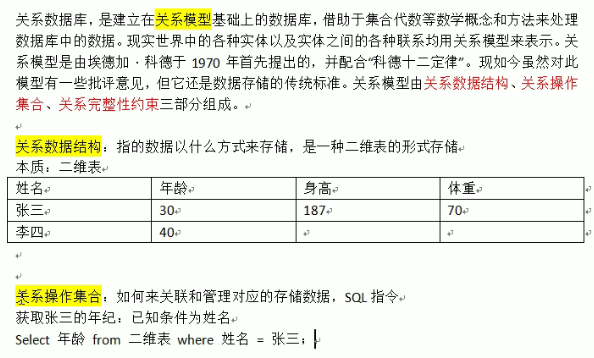 关系数据库，是建立在关系模型基础上的数据库，借助于集合代数等数学概念和方法来处理
数据库中的数据。现实世界中的各种实体以及实体之间的各种联系均用关系模型来表示。关
系模型是由埃德加·科德于 1970 年首先提出的，并配合“科德十二定律”。现如今虽然对此
模型有一些批评意见，但它还是数据存储的传统标准。关系模型由关系数据结构、关系操作
集合、关系完整性约束三部分组成。
关系数据结构：指的数据以什么方式来存储，是一种二维表的形式存储
本质：二维表
姓名 年龄 身高 体重
张三 30 187 70
李四 40
关系操作集合：如何来关联和管理对应的存储数据，SQL 指令
获取张三的年纪：已知条件为姓名
Select 年龄 from 二维表 where 姓名 = 张三；